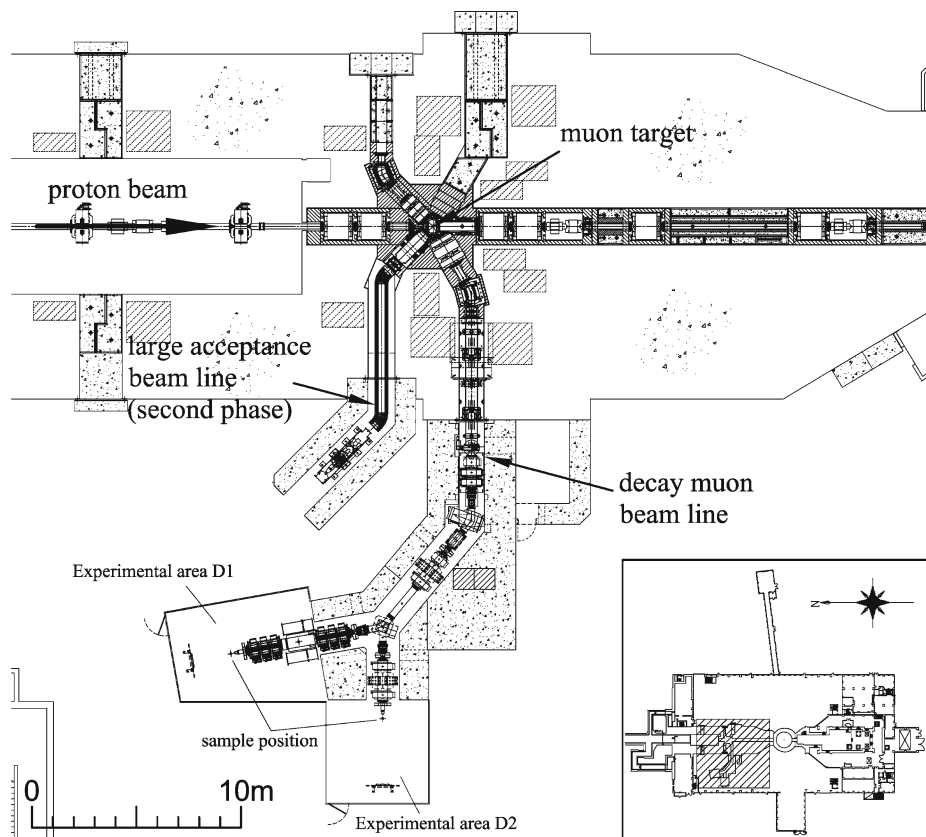 muon target
proton beam
large acceptance
beam line
(second phase)
decay muon
beam line
Experimental area D1
N
sample position
0
10m
Experimental area D2